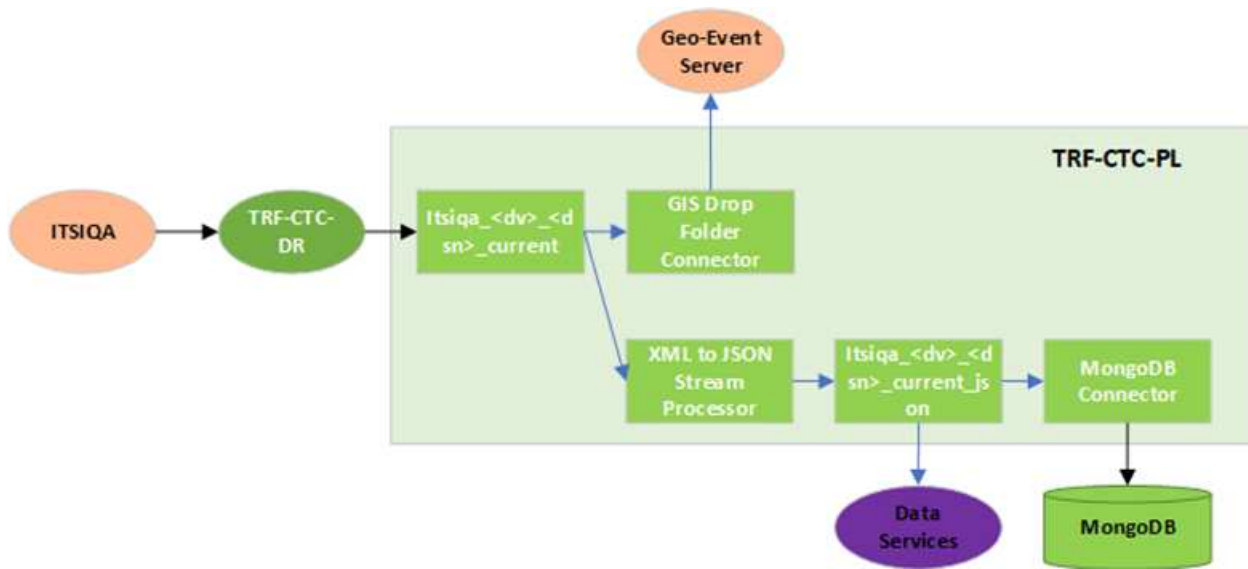 Geo-Event
Server
TRF-CTC-PL
ITSIQA
TRF-CTC-
DR
Itsiqa_<dv>_<d
sn>_current
GIS Drop
Folder
Connector
XML to JSON
Stream
Processor
Itsiqa_<dv>_<d
sn>_current_js
on
MongoDB
Connector
Data
Services
MongoDB